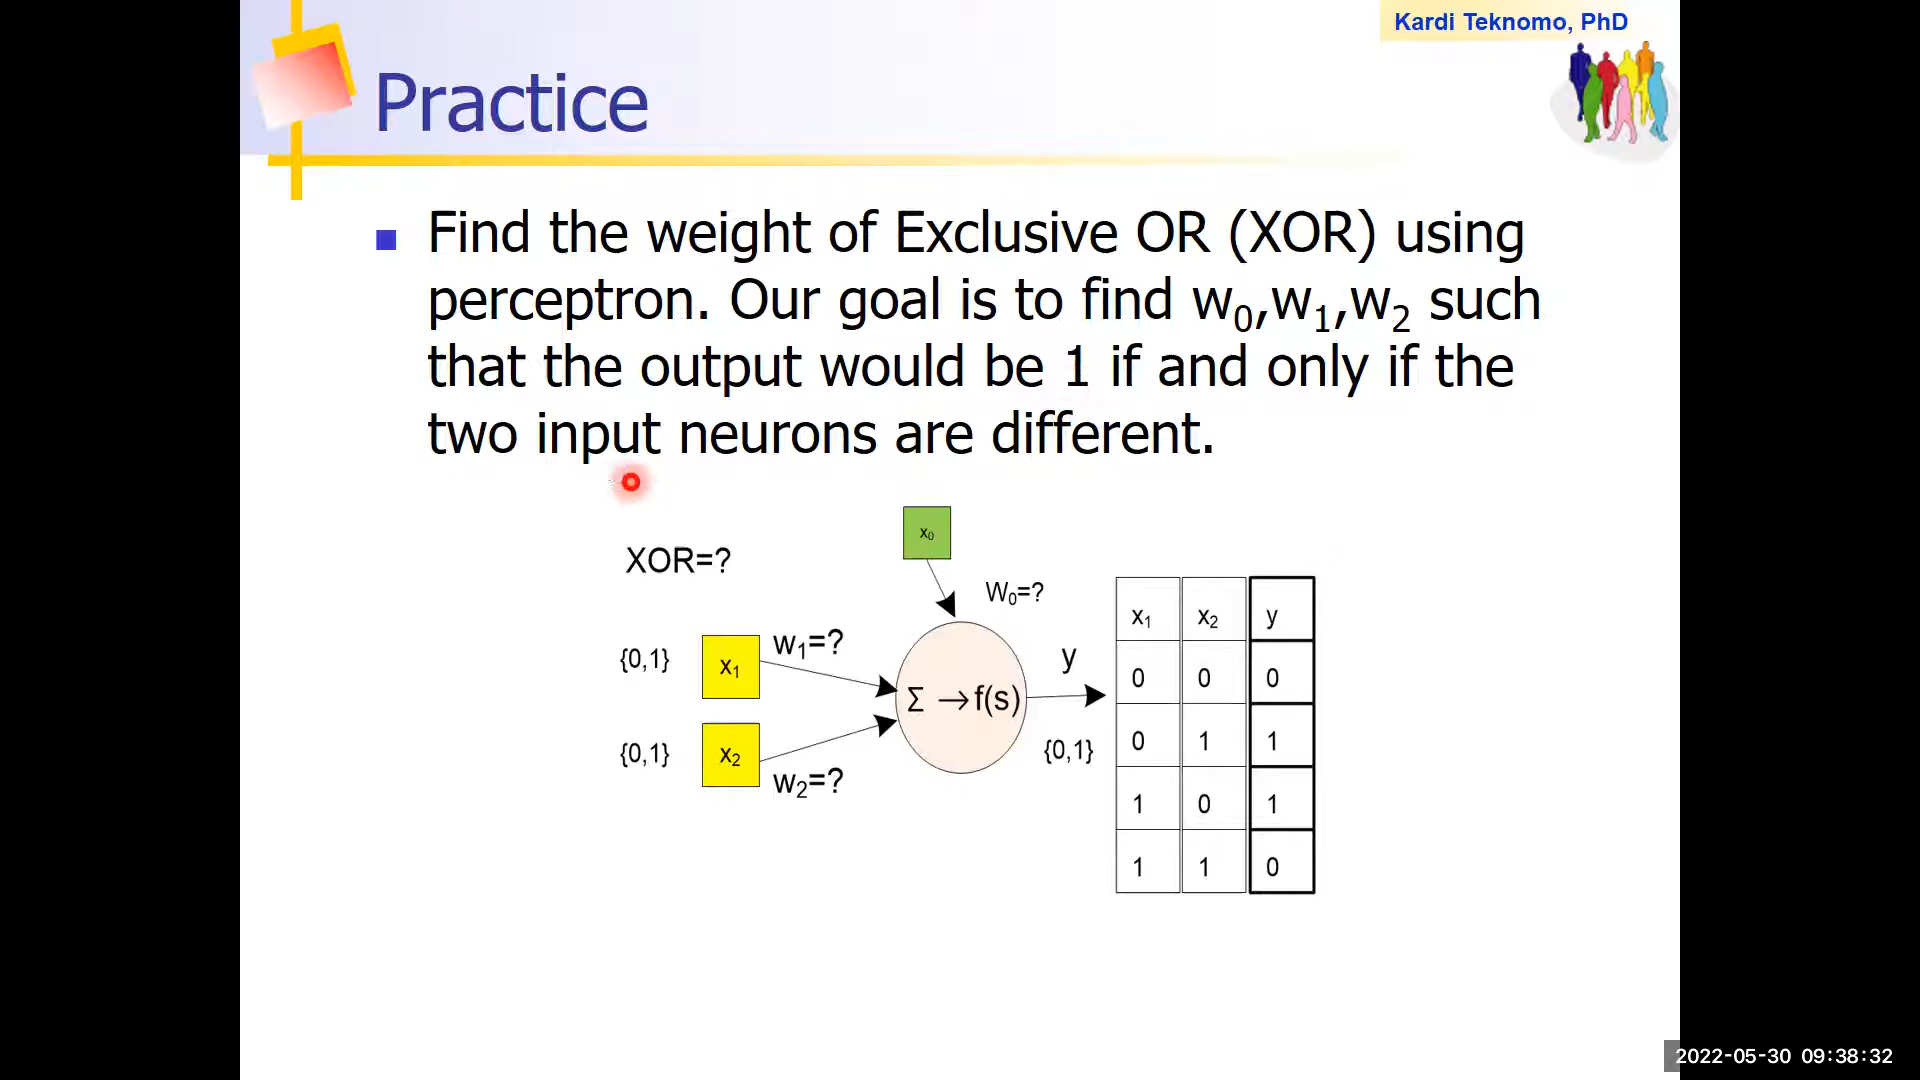 Kardi Teknomo, PhD
Practice
Find the weight of Exclusive OR (XOR) using
perceptron. Our goal is to find w₀,w₁,w₂ such
that the output would be 1 if and only if the
two input neurons are different.
x₀
XOR=?
W₀=?
x₁ x₂ y
{0,1} x₁ w₁=?
y
0 0 0
Σ →f(s)
0 1 1
{0,1} x₂ w₂=?
{0,1}
1 0 1
1 1 0
2022-05-30 09:38:32